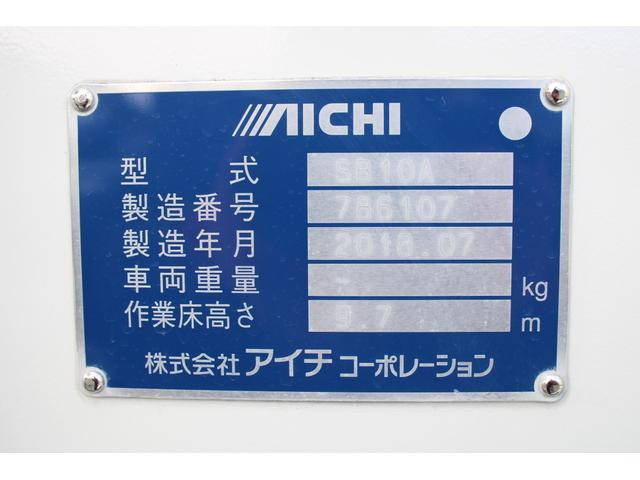 AICHI
型式 SB10A
製造番号 786107
製造年月 2016.07
車両重量 - kg
作業床高さ 9.7 m
株式会社 アイチ コーポレーション